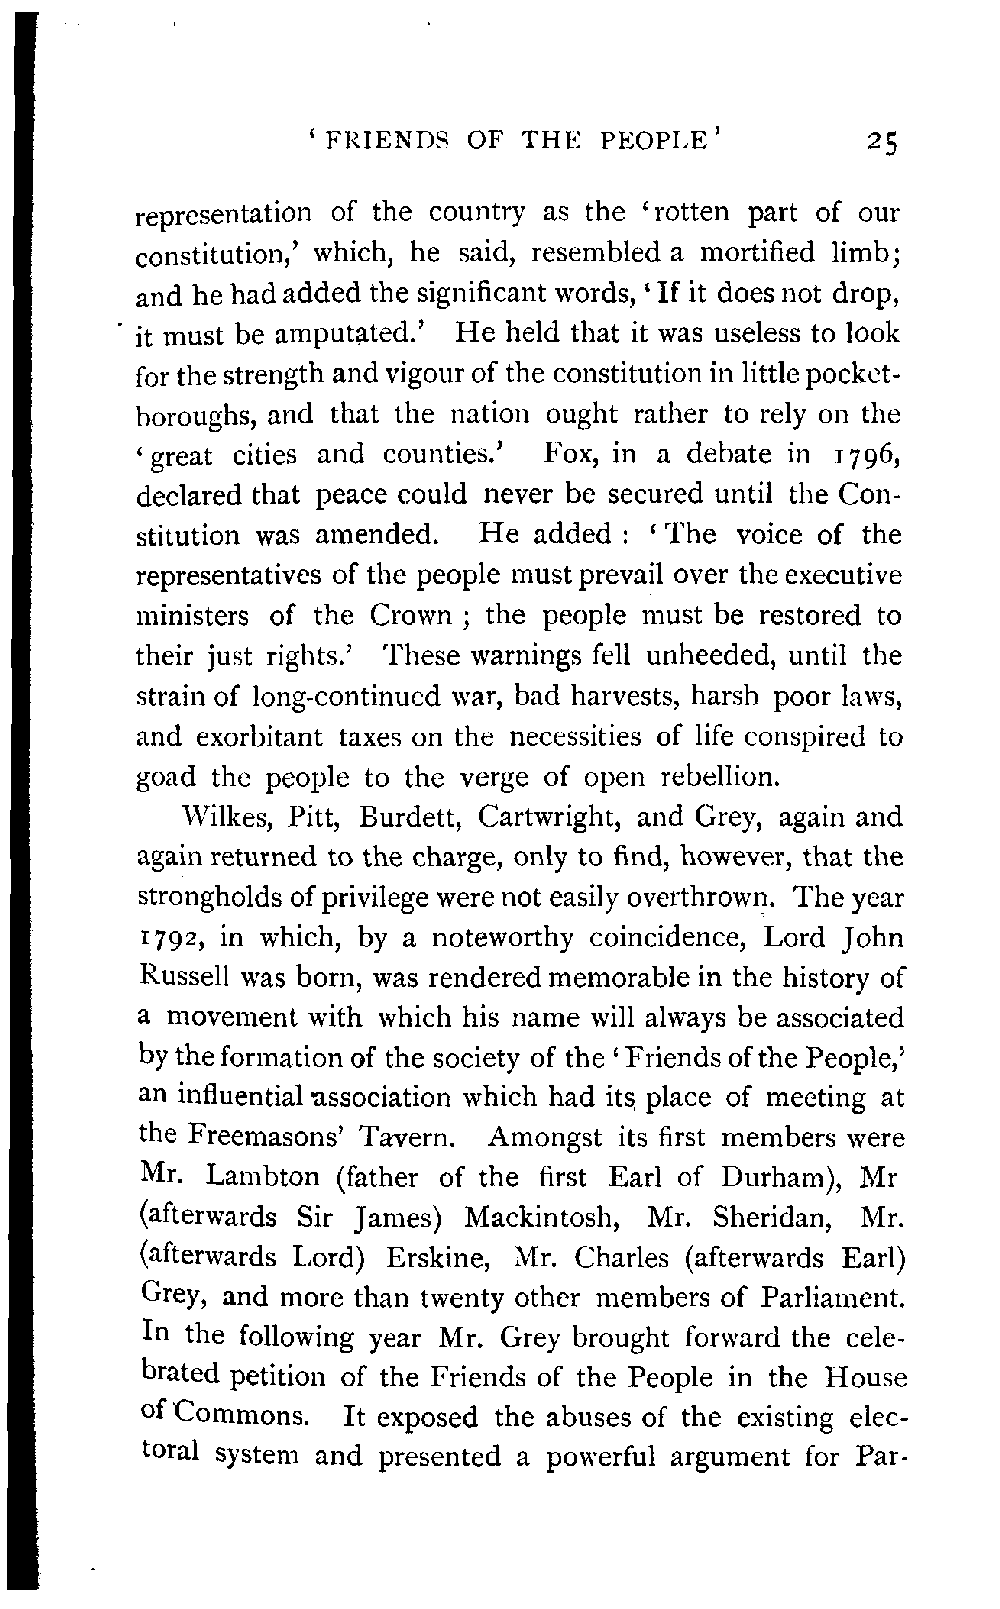 ‘ FRIENDS OF THE PEOPLE’ 25
representation of the country as the ‘rotten part of our
constitution,’ which, he said, resembled a mortified limb;
and he had added the significant words, ‘ If it does not drop,
it must be amputated.’ He held that it was useless to look
for the strength and vigour of the constitution in little pocket-
boroughs, and that the nation ought rather to rely on the
‘ great cities and counties.’ Fox, in a debate in 1796,
declared that peace could never be secured until the Con-
stitution was amended. He added : ‘ The voice of the
representatives of the people must prevail over the executive
ministers of the Crown ; the people must be restored to
their just rights.’ These warnings fell unheeded, until the
strain of long-continued war, bad harvests, harsh poor laws,
and exorbitant taxes on the necessities of life conspired to
goad the people to the verge of open rebellion.
Wilkes, Pitt, Burdett, Cartwright, and Grey, again and
again returned to the charge, only to find, however, that the
strongholds of privilege were not easily overthrown. The year
1792, in which, by a noteworthy coincidence, Lord John
Russell was born, was rendered memorable in the history of
a movement with which his name will always be associated
by the formation of the society of the ‘ Friends of the People,’
an influential association which had its place of meeting at
the Freemasons’ Tavern. Amongst its first members were
Mr. Lambton (father of the first Earl of Durham), Mr
(afterwards Sir James) Mackintosh, Mr. Sheridan, Mr.
(afterwards Lord) Erskine, Mr. Charles (afterwards Earl)
Grey, and more than twenty other members of Parliament.
In the following year Mr. Grey brought forward the cele-
brated petition of the Friends of the People in the House
of Commons. It exposed the abuses of the existing elec-
toral system and presented a powerful argument for Par-